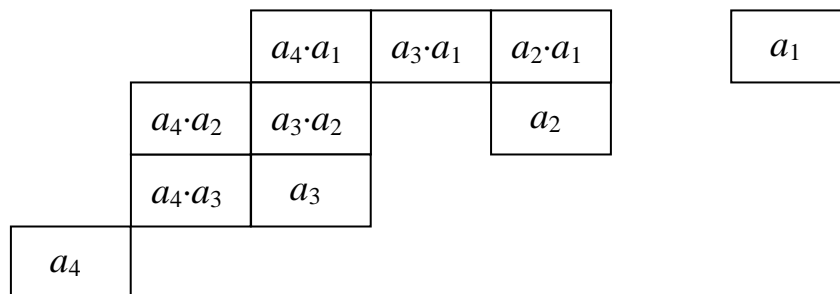 a₄·a₁ a₃·a₁ a₂·a₁ a₁
a₄·a₂ a₃·a₂ a₂
a₄·a₃ a₃
a₄